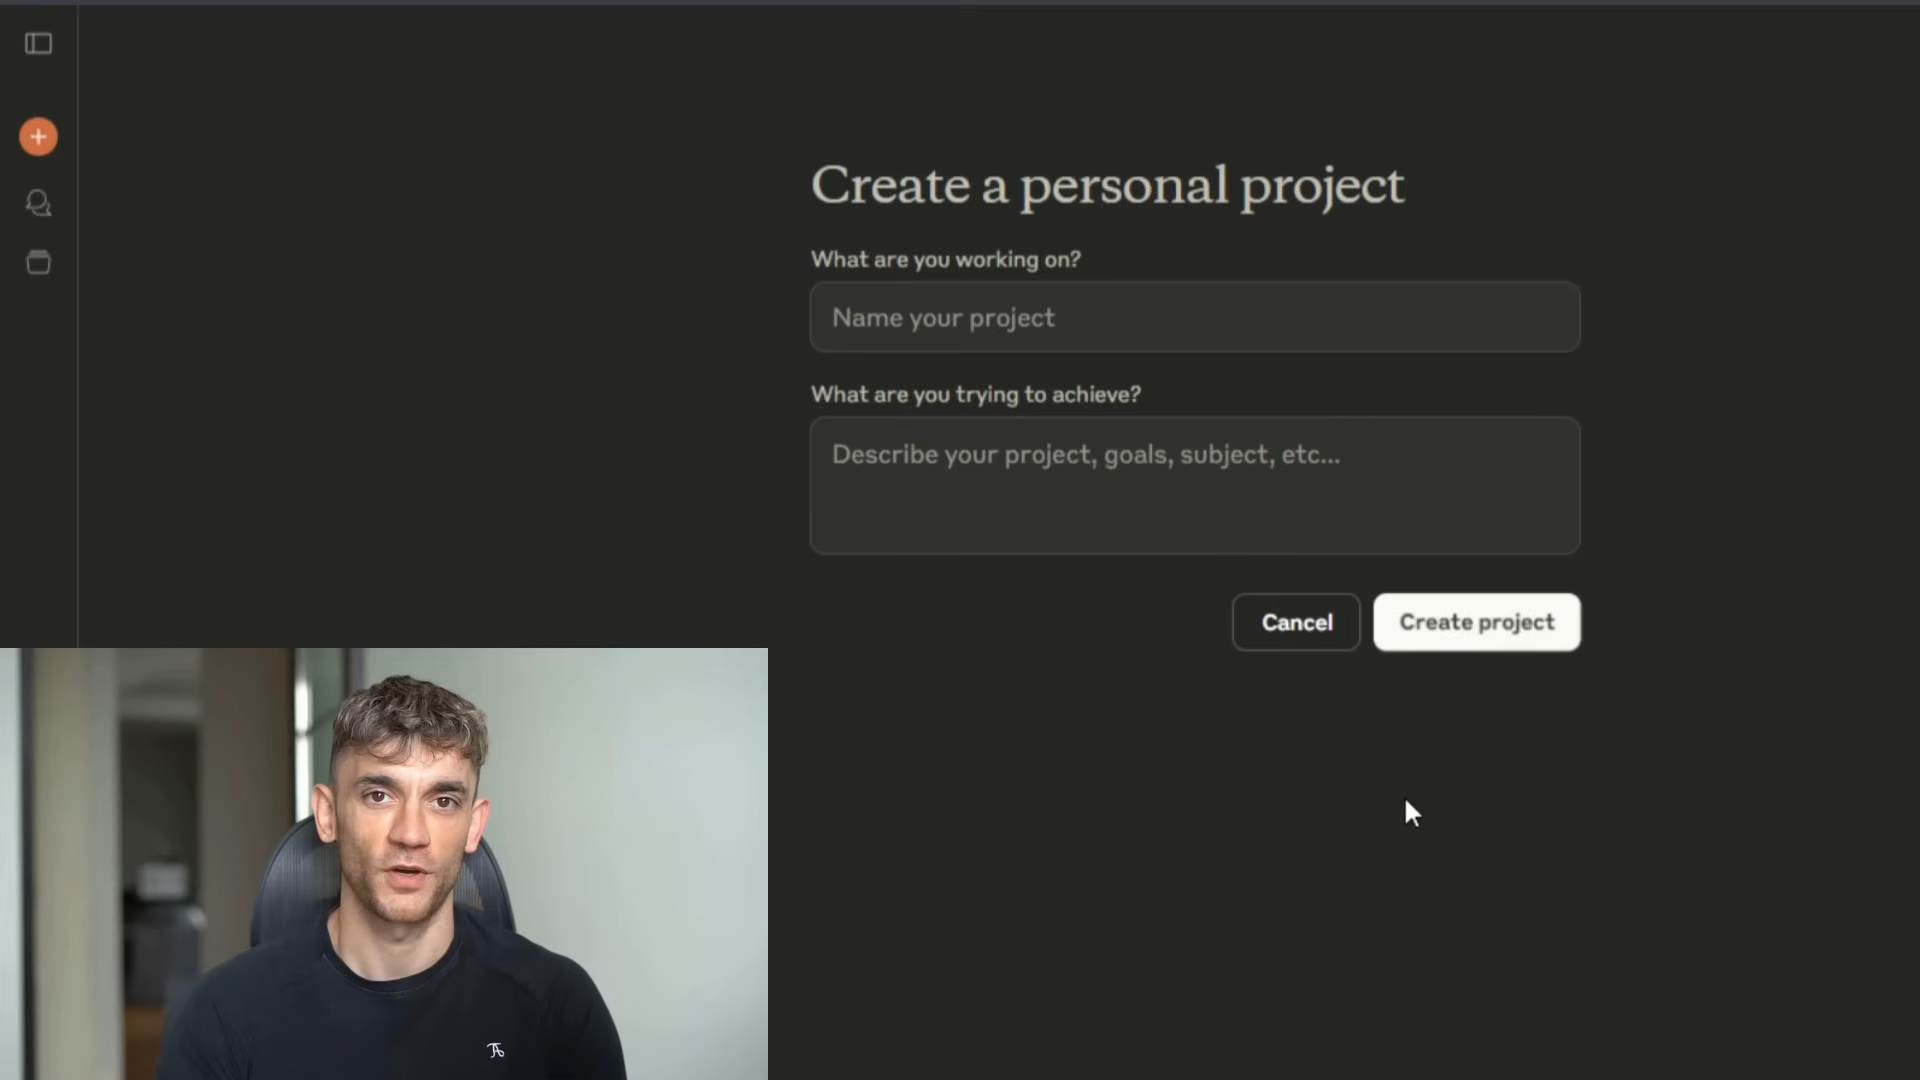 Create a personal project
What are you working on?
Name your project
What are you trying to achieve?
Describe your project, goals, subject, etc...
Cancel
Create project